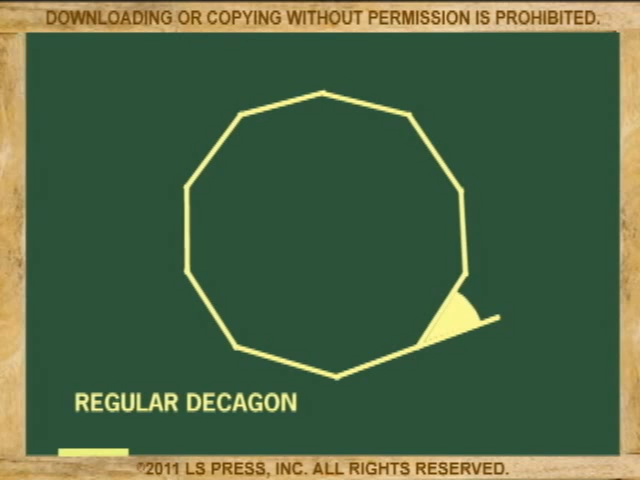 DOWNLOADING OR COPYING WITHOUT PERMISSION IS PROHIBITED.
REGULAR DECAGON
©2011 LS PRESS, INC. ALL RIGHTS RESERVED.